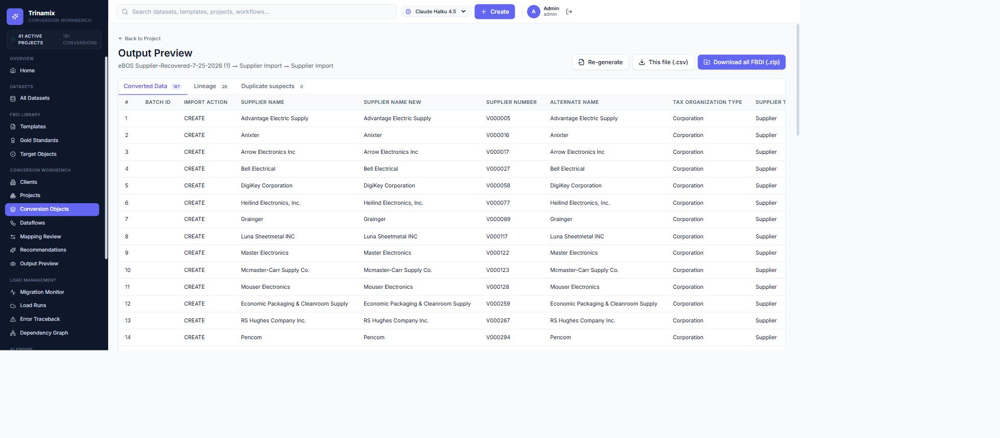 Trinamix
CONVERSION WORKBENCH
41 ACTIVE PROJECTS · 181 CONVERSIONS
OVERVIEW
Home
DATASETS
All Datasets
FBDI LIBRARY
Templates
Gold Standards
Target Objects
CONVERSION WORKBENCH
Clients
Projects
Conversion Objects
Dataflows
Mapping Review
Recommendations
Output Preview
LOAD MANAGEMENT
Migration Monitor
Load Runs
Error Traceback
Dependency Graph
AI ENGINE
Search datasets, templates, projects, workflows...
Claude Haiku 4.5
+ Create
A
Admin
admin
← Back to Project
Output Preview
eBOS Supplier-Recovered-7-25-2026 (1) → Supplier Import → Supplier Import
Re-generate
This file (.csv)
Download all FBDI (.zip)
Converted Data 187 Lineage 26 Duplicate suspects 0
# BATCH ID IMPORT ACTION SUPPLIER NAME SUPPLIER NAME NEW SUPPLIER NUMBER ALTERNATE NAME TAX ORGANIZATION TYPE SUPPLIER T
1 CREATE Advantage Electric Supply Advantage Electric Supply V000005 Advantage Electric Supply Corporation Supplier
2 CREATE Anixter Anixter V000016 Anixter Corporation Supplier
3 CREATE Arrow Electronics Inc Arrow Electronics Inc V000017 Arrow Electronics Inc Corporation Supplier
4 CREATE Bell Electrical Bell Electrical V000027 Bell Electrical Corporation Supplier
5 CREATE DigiKey Corporation DigiKey Corporation V000058 DigiKey Corporation Corporation Supplier
6 CREATE Heilind Electronics, Inc. Heilind Electronics, Inc. V000077 Heilind Electronics, Inc. Corporation Supplier
7 CREATE Grainger Grainger V000089 Grainger Corporation Supplier
8 CREATE Luna Sheetmetal INC Luna Sheetmetal INC V000117 Luna Sheetmetal INC Corporation Supplier
9 CREATE Master Electronics Master Electronics V000122 Master Electronics Corporation Supplier
10 CREATE Mcmaster-Carr Supply Co. Mcmaster-Carr Supply Co. V000123 Mcmaster-Carr Supply Co. Corporation Supplier
11 CREATE Mouser Electronics Mouser Electronics V000128 Mouser Electronics Corporation Supplier
12 CREATE Economic Packaging & Cleanroom Supply Economic Packaging & Cleanroom Supply V000259 Economic Packaging & Cleanroom Supply Corporation Supplier
13 CREATE RS Hughes Company Inc. RS Hughes Company Inc. V000267 RS Hughes Company Inc. Corporation Supplier
14 CREATE Pencom Pencom V000294 Pencom Corporation Supplier